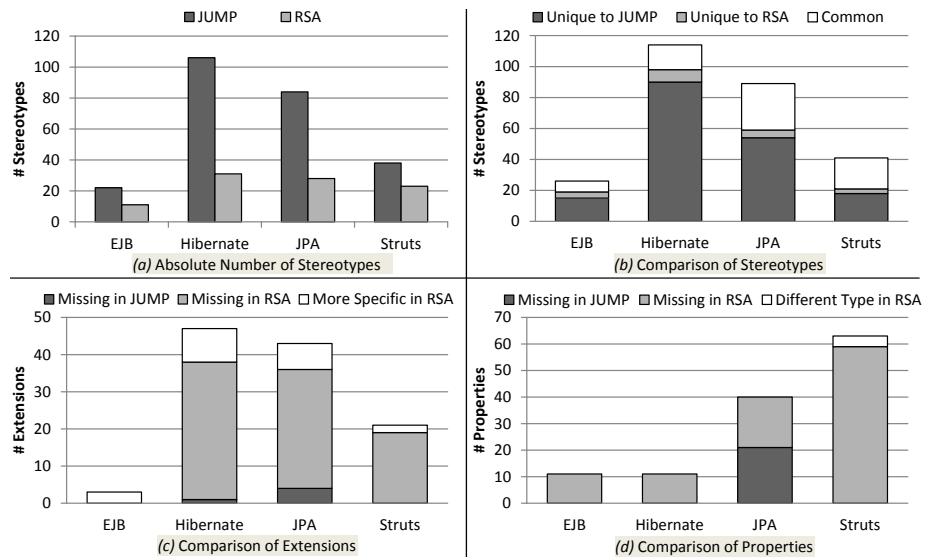 JUMP RSA
# Stereotypes
120
100
80
60
40
20
0
EJB Hibernate JPA Struts
(a) Absolute Number of Stereotypes
Unique to JUMP Unique to RSA Common
# Stereotypes
120
100
80
60
40
20
0
EJB Hibernate JPA Struts
(b) Comparison of Stereotypes
Missing in JUMP Missing in RSA More Specific in RSA
# Extensions
50
40
30
20
10
0
EJB Hibernate JPA Struts
(c) Comparison of Extensions
Missing in JUMP Missing in RSA Different Type in RSA
# Properties
70
60
50
40
30
20
10
0
EJB Hibernate JPA Struts
(d) Comparison of Properties